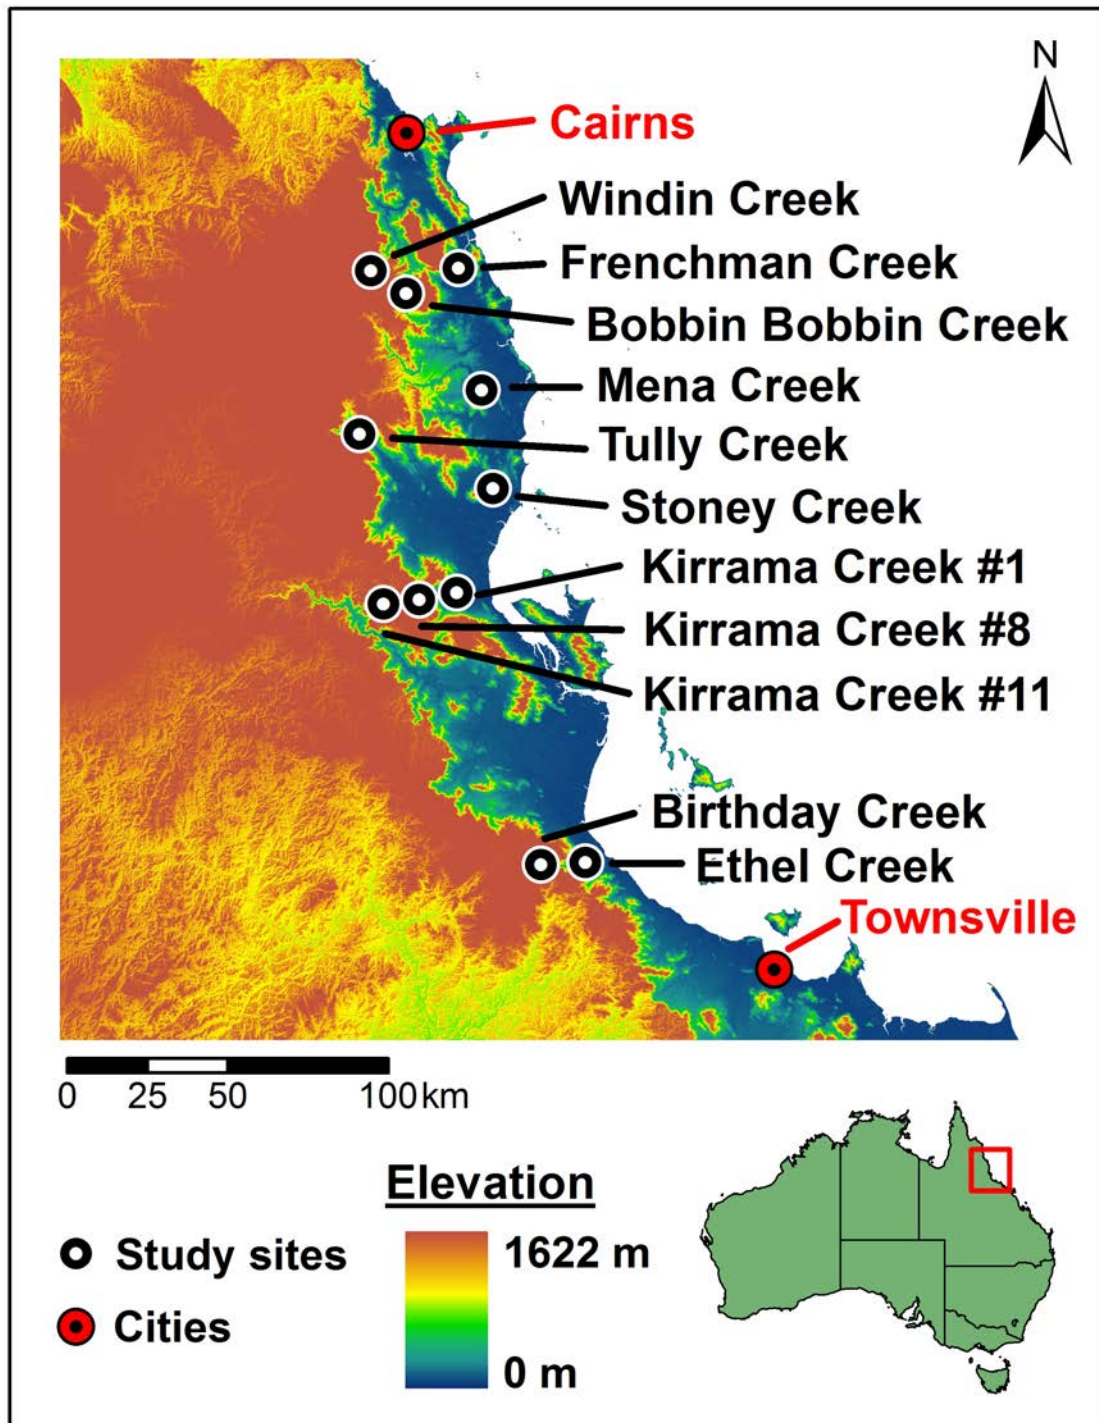 N
Cairns
Windin Creek
Frenchman Creek
Bobbin Bobbin Creek
Mena Creek
Tully Creek
Stoney Creek
Kirrama Creek #1
Kirrama Creek #8
Kirrama Creek #11
Birthday Creek
Ethel Creek
Townsville
0 25 50 100 km
Elevation
1622 m
0 m
Study sites
Cities